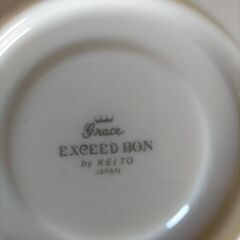 Grace
EXCEED BON
by KEITO
JAPAN